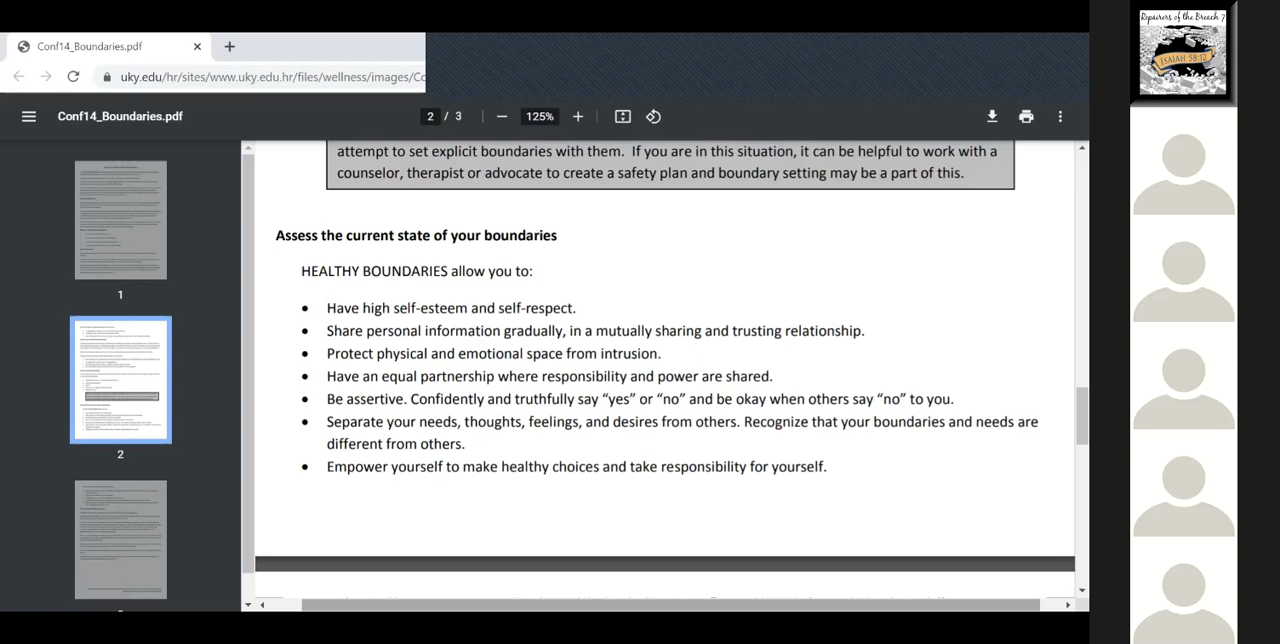 Conf14_Boundaries.pdf
uky.edu/hr/sites/www.uky.edu.hr/files/wellness/images/Co
Conf14_Boundaries.pdf
2 / 3
125%
attempt to set explicit boundaries with them. If you are in this situation, it can be helpful to work with a
counselor, therapist or advocate to create a safety plan and boundary setting may be a part of this.
Assess the current state of your boundaries
HEALTHY BOUNDARIES allow you to:
• Have high self-esteem and self-respect.
• Share personal information gradually, in a mutually sharing and trusting relationship.
• Protect physical and emotional space from intrusion.
• Have an equal partnership where responsibility and power are shared.
• Be assertive. Confidently and truthfully say “yes” or “no” and be okay when others say “no” to you.
• Separate your needs, thoughts, feelings, and desires from others. Recognize that your boundaries and needs are
different from others.
• Empower yourself to make healthy choices and take responsibility for yourself.
1
2
Repairers of the Breach 7
ISAIAH 58:12